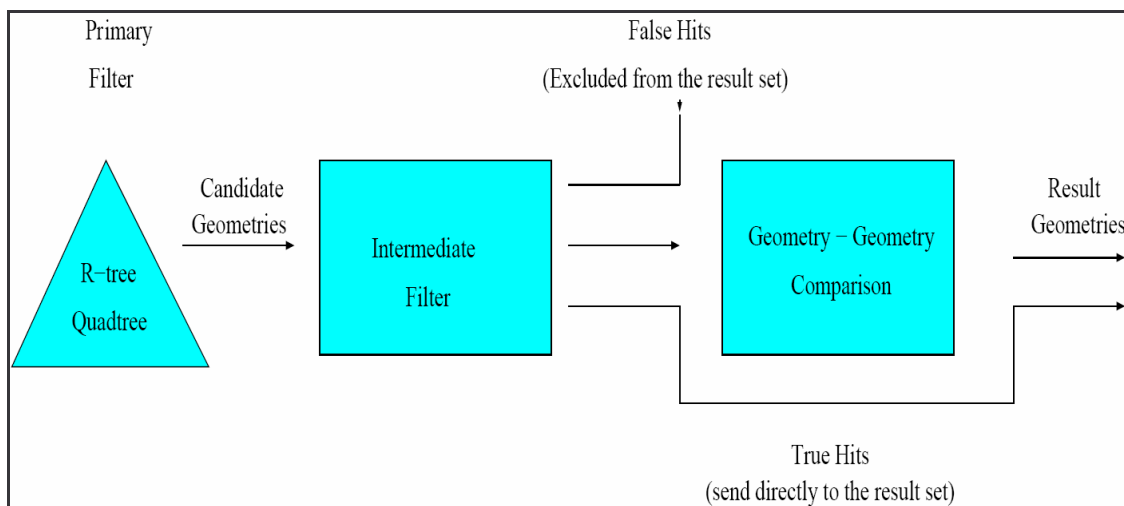 Primary
Filter
False Hits
(Excluded from the result set)
Candidate
Geometries
Result
Geometries
R−tree
Quadtree
Intermediate
Filter
Geometry − Geometry
Comparison
True Hits
(send directly to the result set)